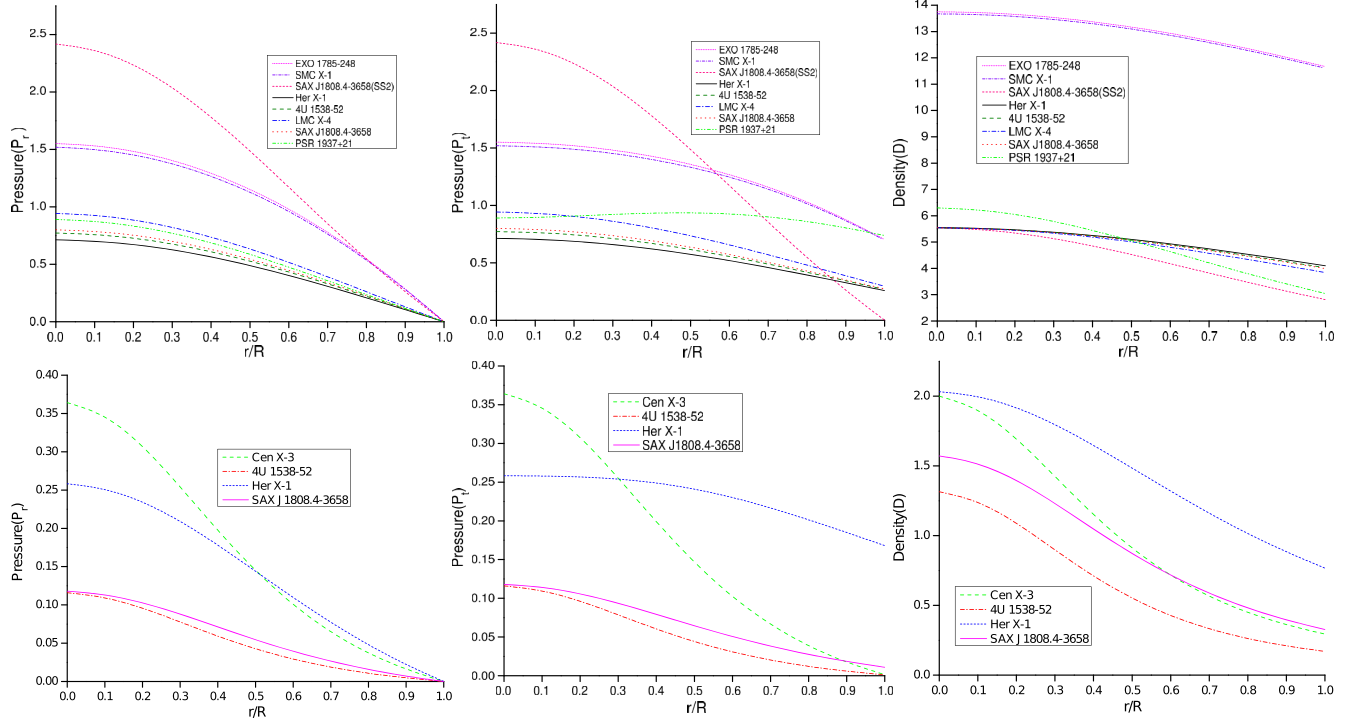 Pressure(Pr)
2.5
2.0
1.5
1.0
0.5
0.0
EXO 1785-248
SMC X-1
SAX J1808.4-3658(SS2)
Her X-1
4U 1538-52
LMC X-4
SAX J1808.4-3658
PSR 1937+21
0.0 0.1 0.2 0.3 0.4 0.5 0.6 0.7 0.8 0.9 1.0
r/R
Pressure(Pt)
2.5
2.0
1.5
1.0
0.5
0.0
EXO 1785-248
SMC X-1
SAX J1808.4-3658(SS2)
Her X-1
4U 1538-52
LMC X-4
SAX J1808.4-3658
PSR 1937+21
0.0 0.1 0.2 0.3 0.4 0.5 0.6 0.7 0.8 0.9 1.0
r/R
Density(D)
14
13
12
11
10
9
8
7
6
5
4
3
2
EXO 1785-248
SMC X-1
SAX J1808.4-3658(SS2)
Her X-1
4U 1538-52
LMC X-4
SAX J1808.4-3658
PSR 1937+21
0.0 0.1 0.2 0.3 0.4 0.5 0.6 0.7 0.8 0.9 1.0
r/R
Pressure(Pr)
0.40
0.35
0.30
0.25
0.20
0.15
0.10
0.05
0.00
Cen X-3
4U 1538-52
Her X-1
SAX J1808.4-3658
0.0 0.1 0.2 0.3 0.4 0.5 0.6 0.7 0.8 0.9 1.0
r/R
Pressure(Pt)
0.40
0.35
0.30
0.25
0.20
0.15
0.10
0.05
0.00
Cen X-3
4U 1538-52
Her X-1
SAX J1808.4-3658
0.0 0.1 0.2 0.3 0.4 0.5 0.6 0.7 0.8 0.9 1.0
r/R
Density(D)
2.0
1.5
1.0
0.5
0.0
Cen X-3
4U 1538-52
Her X-1
SAX J1808.4-3658
0.0 0.1 0.2 0.3 0.4 0.5 0.6 0.7 0.8 0.9 1.0
r/R